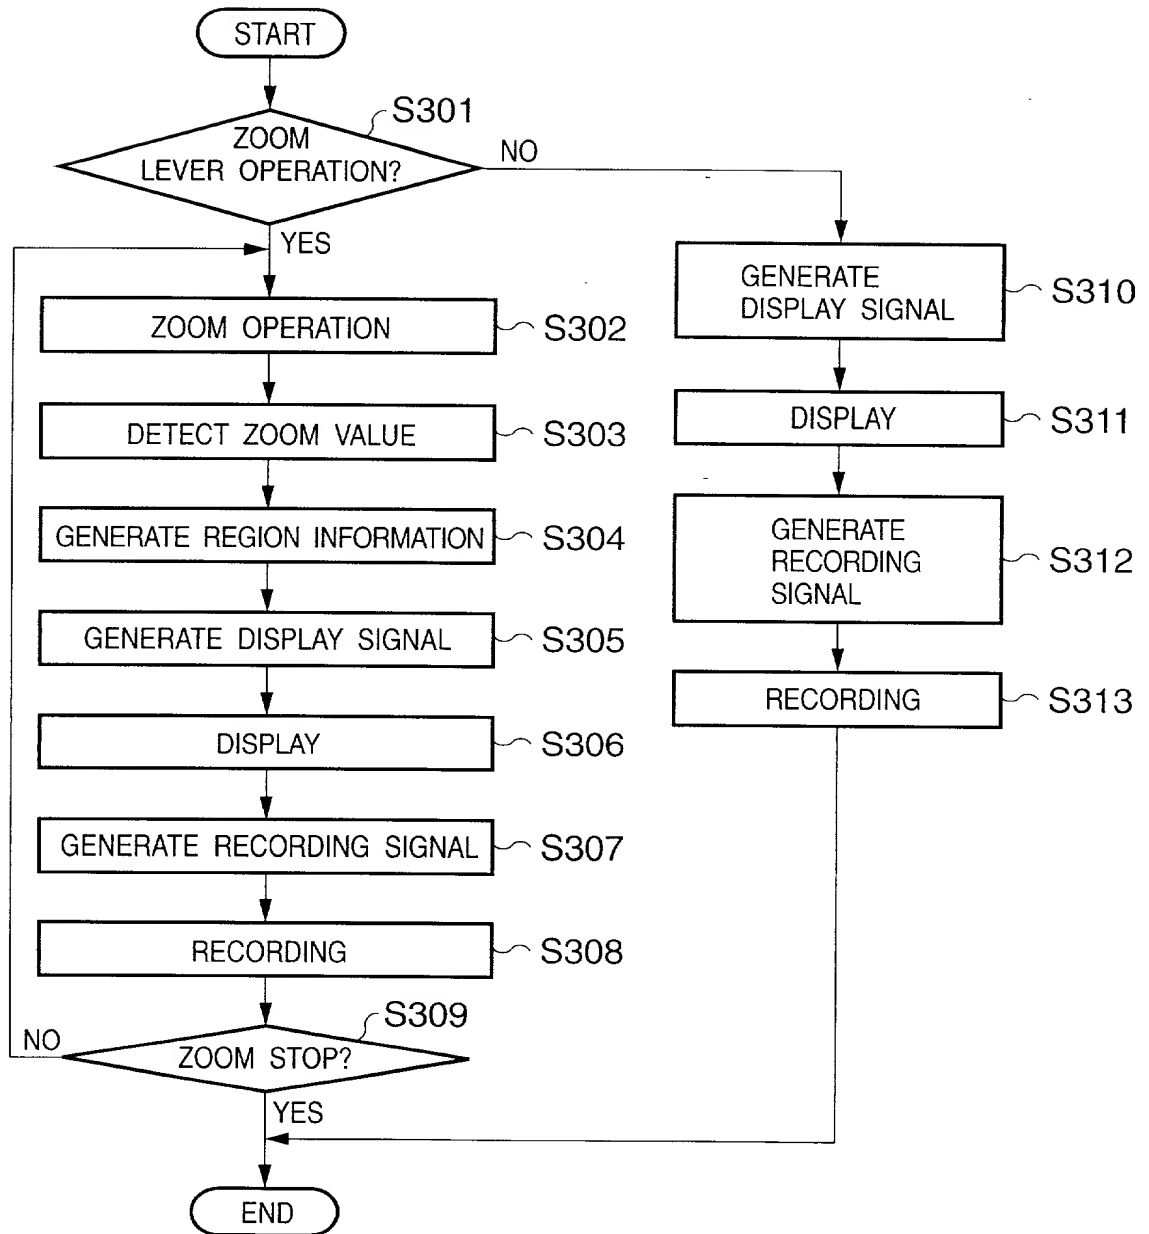 START
S301
ZOOM
LEVER OPERATION?
NO
YES
ZOOM OPERATION
S302
DETECT ZOOM VALUE
S303
GENERATE REGION INFORMATION
S304
GENERATE DISPLAY SIGNAL
S305
DISPLAY
S306
GENERATE RECORDING SIGNAL
S307
RECORDING
S308
S309
ZOOM STOP?
NO
YES
END
GENERATE
DISPLAY SIGNAL
S310
DISPLAY
S311
GENERATE
RECORDING
SIGNAL
S312
RECORDING
S313